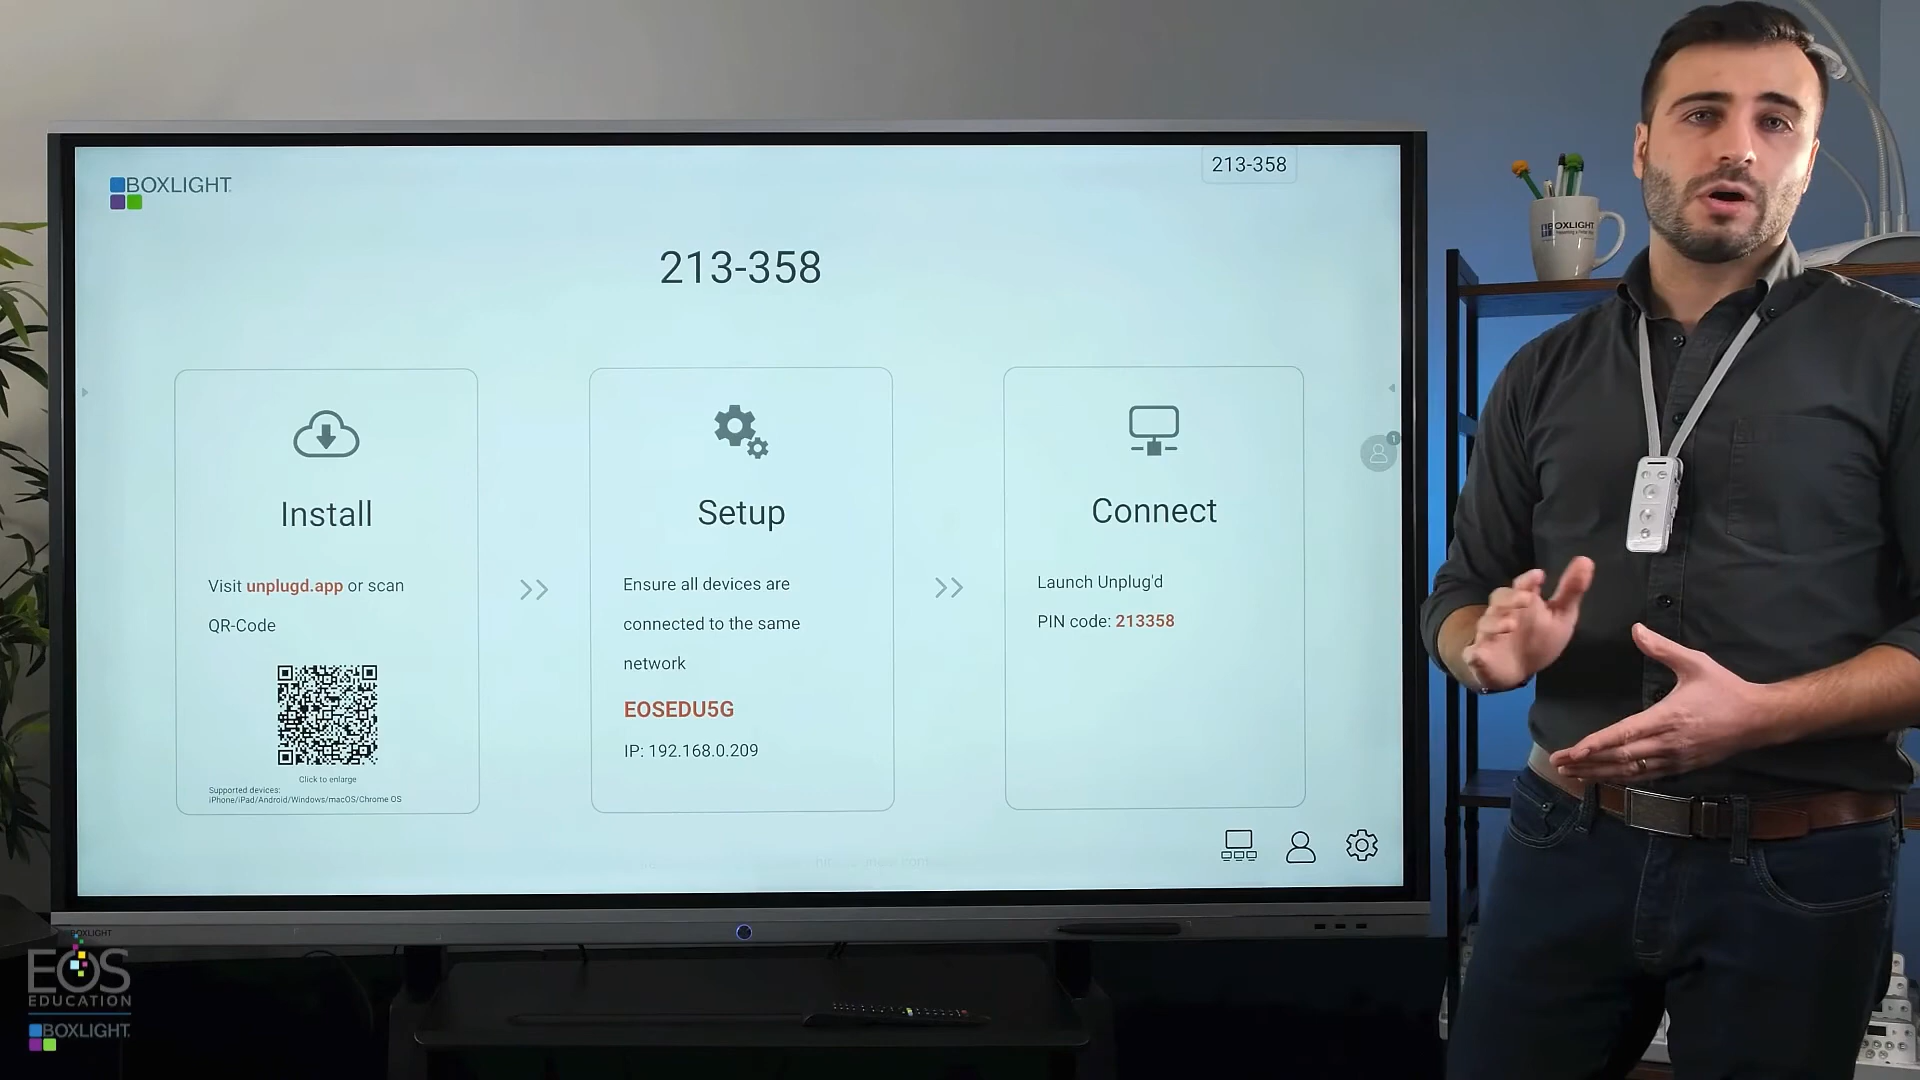 BOXLIGHT
213-358
213-358
Install
Visit unplugd.app or scan
QR-Code
Click to enlarge
Supported devices:
iPhone/iPad/Android/Windows/macOS/Chrome OS
Setup
Ensure all devices are
connected to the same
network
EOSEDU5G
IP: 192.168.0.209
Connect
Launch Unplug'd
PIN code: 213358
1
BOXLIGHT
BOXLIGHT
EOS
EDUCATION
BOXLIGHT